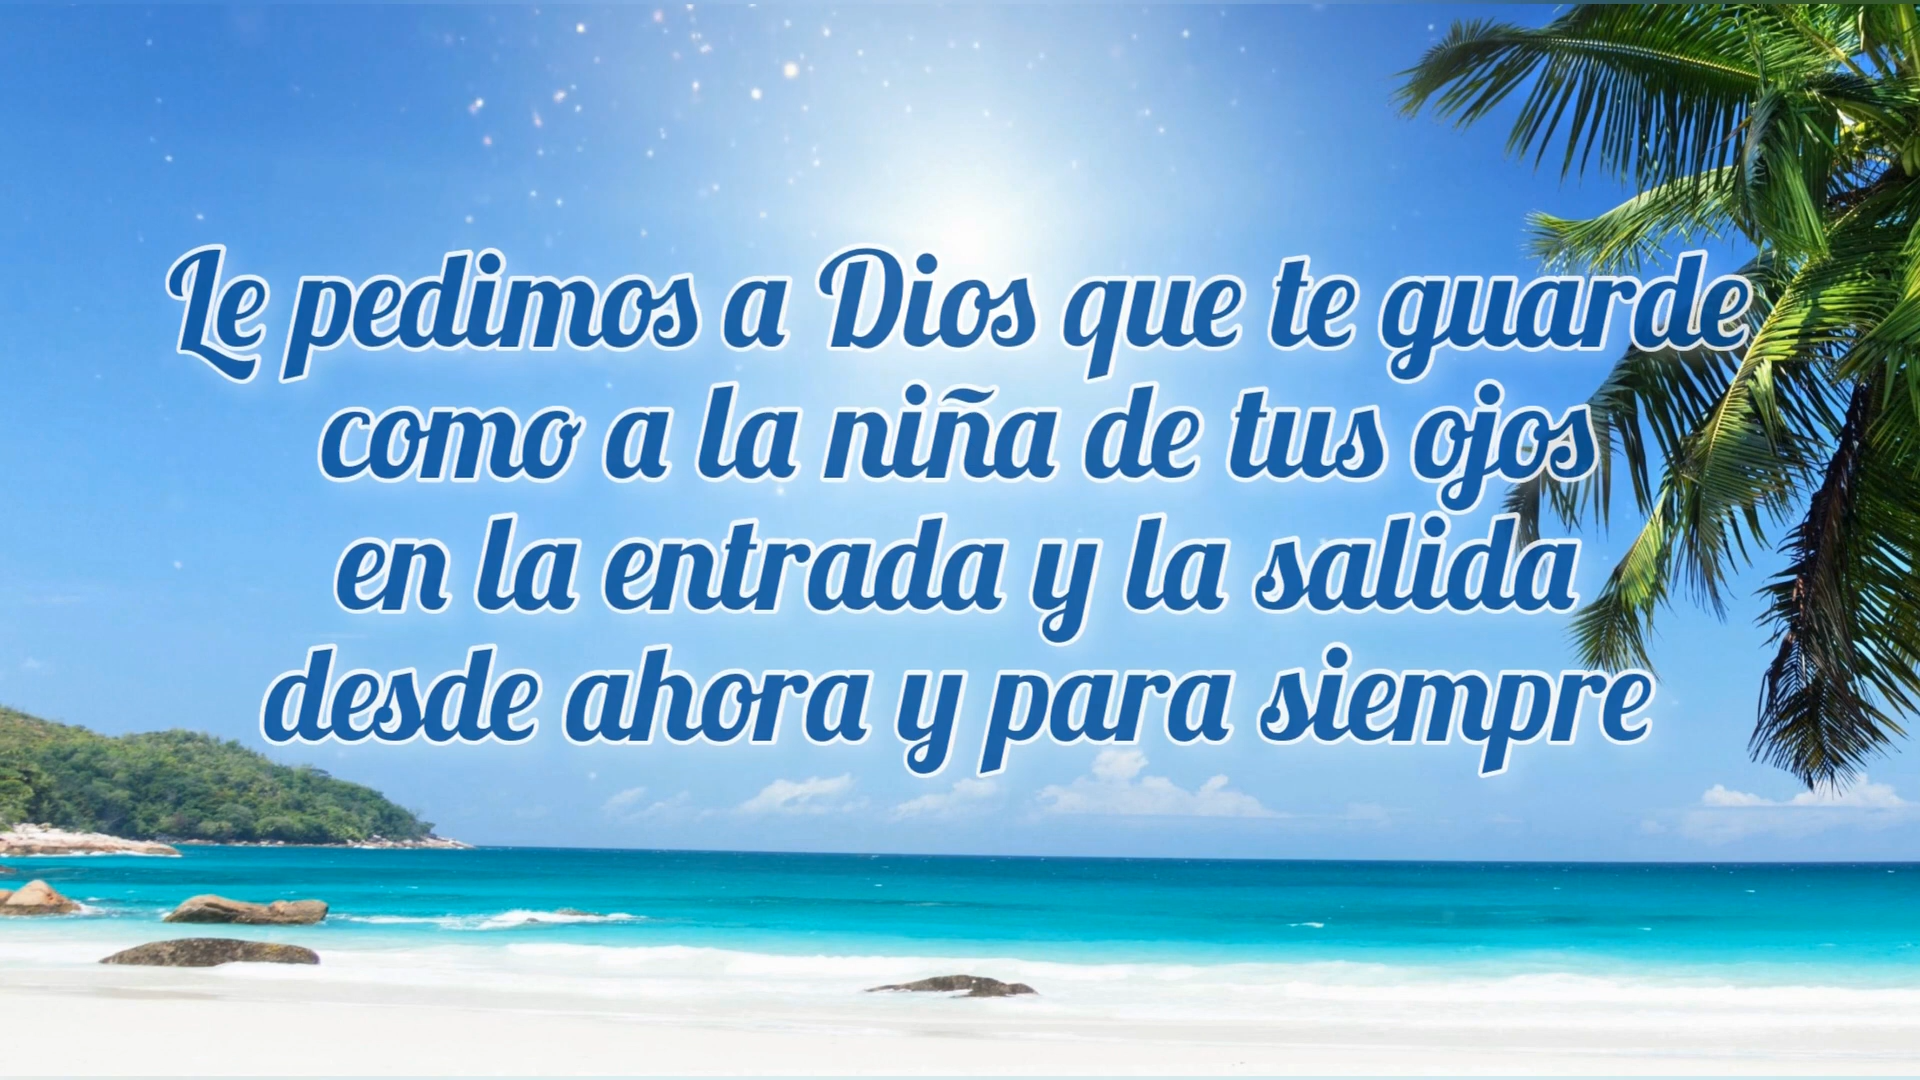 Le pedimos a Dios que te guarde
como a la niña de tus ojos
en la entrada y la salida
desde ahora y para siempre